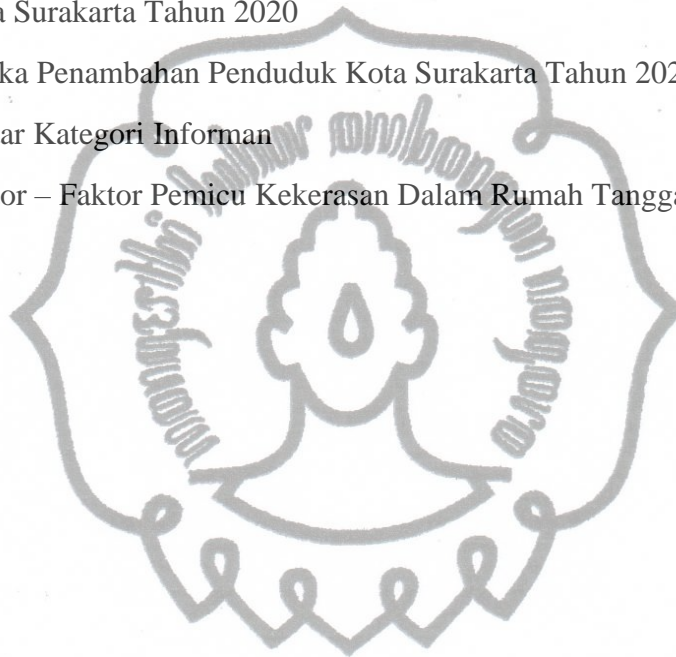 a Surakarta Tahun 2020
ka Penambahan Penduduk Kota Surakarta Tahun 202
ar Kategori Informan
or – Faktor Pemicu Kekerasan Dalam Rumah Tangga